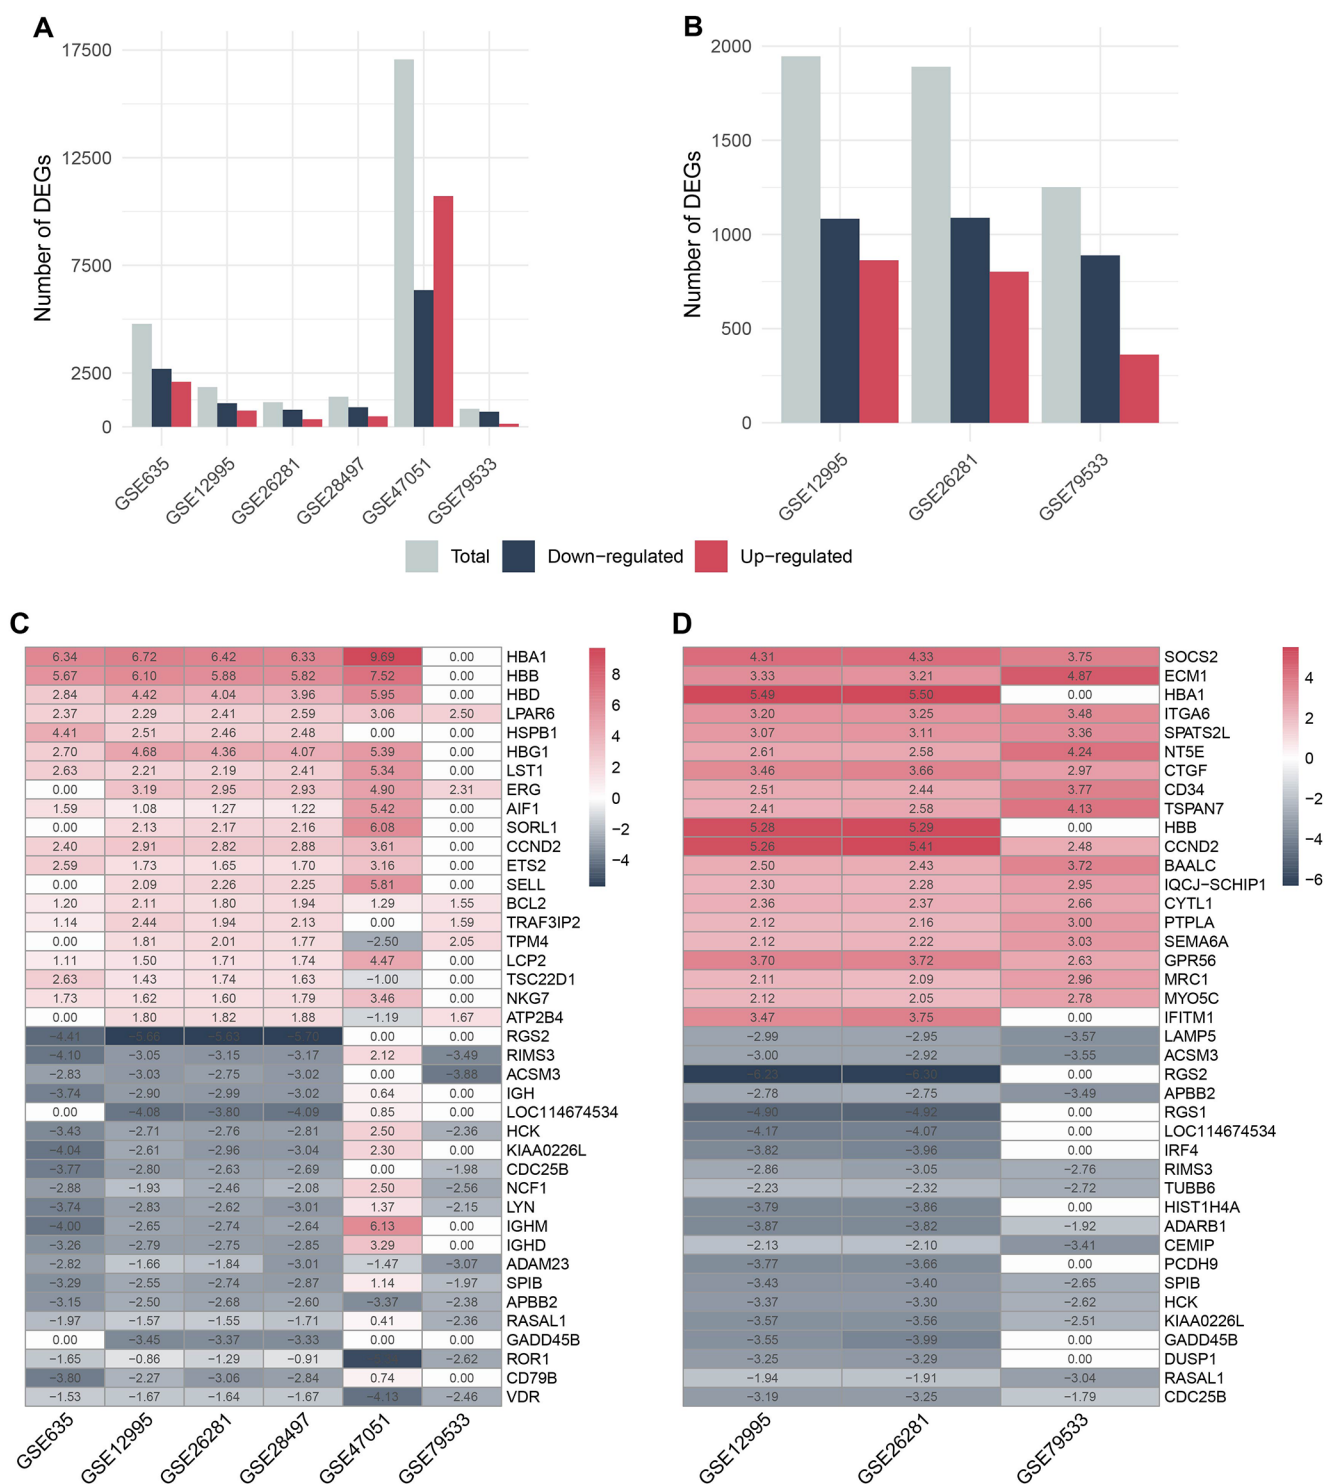 A
17500
12500
7500
2500
0
Number of DEGs
GSE635
GSE12995
GSE26281
GSE28497
GSE47051
GSE79533
B
2000
1500
1000
500
0
Number of DEGs
GSE12995
GSE26281
GSE79533
Total Down−regulated Up−regulated
C
6.34 6.72 6.42 6.33 9.69 0.00 HBA1
5.67 6.10 5.88 5.82 7.52 0.00 HBB
2.84 4.42 4.04 3.96 5.95 0.00 HBD
2.37 2.29 2.41 2.59 3.06 2.50 LPAR6
4.41 2.51 2.46 2.48 0.00 0.00 HSPB1
2.70 4.68 4.36 4.07 5.39 0.00 HBG1
2.63 2.21 2.19 2.41 5.34 0.00 LST1
0.00 3.19 2.95 2.93 4.90 2.31 ERG
1.59 1.08 1.27 1.22 5.42 0.00 AIF1
0.00 2.13 2.17 2.16 6.08 0.00 SORL1
2.40 2.91 2.82 2.88 3.61 0.00 CCND2
2.59 1.73 1.65 1.70 3.16 0.00 ETS2
0.00 2.09 2.26 2.25 5.81 0.00 SELL
1.20 2.11 1.80 1.94 1.29 1.55 BCL2
1.14 2.44 1.94 2.13 0.00 1.59 TRAF3IP2
0.00 1.81 2.01 1.77 −2.50 2.05 TPM4
1.11 1.50 1.71 1.74 4.47 0.00 LCP2
2.63 1.43 1.74 1.63 −1.00 0.00 TSC22D1
1.73 1.62 1.60 1.79 3.46 0.00 NKG7
0.00 1.80 1.82 1.88 −1.19 1.67 ATP2B4
−4.41 0.00 0.00 RGS2
−4.10 −3.05 −3.15 −3.17 2.12 −3.49 RIMS3
−2.83 −3.03 −2.75 −3.02 0.00 −3.88 ACSM3
−3.74 −2.90 −2.99 −3.02 0.64 0.00 IGH
0.00 −4.08 −3.80 −4.09 0.85 0.00 LOC114674534
−3.43 −2.71 −2.76 −2.81 2.50 −2.36 HCK
−4.04 −2.61 −2.96 −3.04 2.30 0.00 KIAA0226L
−3.77 −2.80 −2.63 −2.69 0.00 −1.98 CDC25B
−2.88 −1.93 −2.46 −2.08 2.50 −2.56 NCF1
−3.74 −2.83 −2.62 −3.01 1.37 −2.15 LYN
−4.00 −2.65 −2.74 −2.64 6.13 0.00 IGHM
−3.26 −2.79 −2.75 −2.85 3.29 0.00 IGHD
−2.82 −1.66 −1.84 −3.01 −1.47 −3.07 ADAM23
−3.29 −2.55 −2.74 −2.87 1.14 −1.97 SPIB
−3.15 −2.50 −2.68 −2.60 −3.37 −2.38 APBB2
−1.97 −1.57 −1.55 −1.71 0.41 −2.36 RASAL1
0.00 −3.45 −3.37 −3.33 0.00 0.00 GADD45B
−1.65 −0.86 −1.29 −0.91 −2.62 ROR1
−3.80 −2.27 −3.06 −2.84 0.74 0.00 CD79B
−1.53 −1.67 −1.64 −1.67 −4.13 −2.46 VDR
GSE635
GSE12995
GSE26281
GSE28497
GSE47051
GSE79533
8
6
4
2
0
−2
−4
D
4.31 4.33 3.75 SOCS2
3.33 3.21 4.87 ECM1
5.49 5.50 0.00 HBA1
3.20 3.25 3.48 ITGA6
3.07 3.11 3.36 SPATS2L
2.61 2.58 4.24 NT5E
3.46 3.66 2.97 CTGF
2.51 2.44 3.77 CD34
2.41 2.58 4.13 TSPAN7
5.28 5.29 0.00 HBB
5.26 5.41 2.48 CCND2
2.50 2.43 3.72 BAALC
2.30 2.28 2.95 IQCJ−SCHIP1
2.36 2.37 2.66 CYTL1
2.12 2.16 3.00 PTPLA
2.12 2.22 3.03 SEMA6A
3.70 3.72 2.63 GPR56
2.11 2.09 2.96 MRC1
2.12 2.05 2.78 MYO5C
3.47 3.75 0.00 IFITM1
−2.99 −2.95 −3.57 LAMP5
−3.00 −2.92 −3.55 ACSM3
−6.23 −6.30 0.00 RGS2
−2.78 −2.75 −3.49 APBB2
−4.90 −4.92 0.00 RGS1
−4.17 −4.07 0.00 LOC114674534
−3.82 −3.96 0.00 IRF4
−2.86 −3.05 −2.76 RIMS3
−2.23 −2.32 −2.72 TUBB6
−3.79 −3.86 0.00 HIST1H4A
−3.87 −3.82 −1.92 ADARB1
−2.13 −2.10 −3.41 CEMIP
−3.77 −3.66 0.00 PCDH9
−3.43 −3.40 −2.65 SPIB
−3.37 −3.30 −2.62 HCK
−3.57 −3.56 −2.51 KIAA0226L
−3.55 −3.99 0.00 GADD45B
−3.25 −3.29 0.00 DUSP1
−1.94 −1.91 −3.04 RASAL1
−3.19 −3.25 −1.79 CDC25B
GSE12995
GSE26281
GSE79533
4
2
0
−2
−4
−6